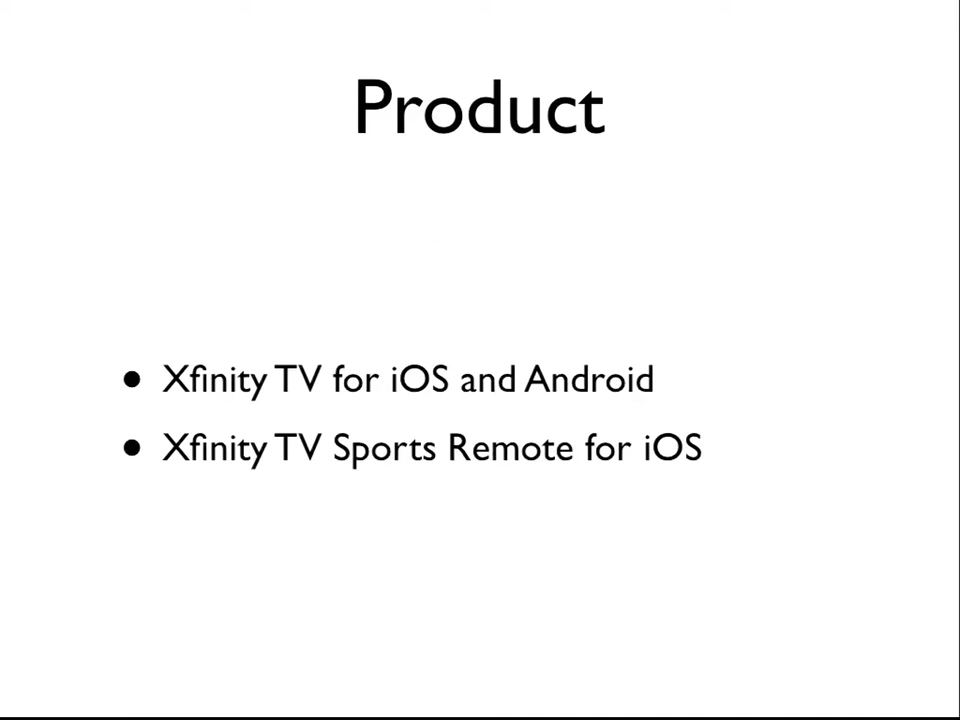 Product
• Xfinity TV for iOS and Android
• Xfinity TV Sports Remote for iOS